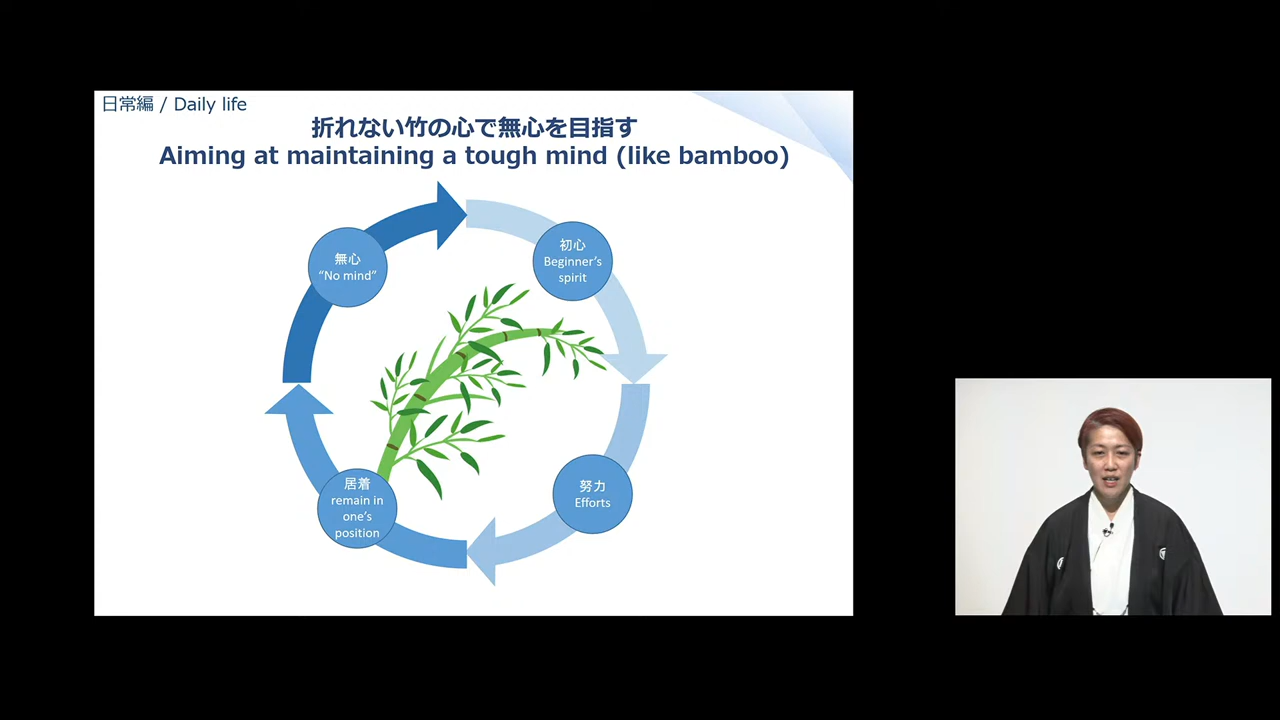 日常編 / Daily life
折れない竹の心で無心を目指す
Aiming at maintaining a tough mind (like bamboo)
無心
“No mind”
初心
Beginner’s
spirit
居着
remain in
one’s
position
努力
Efforts